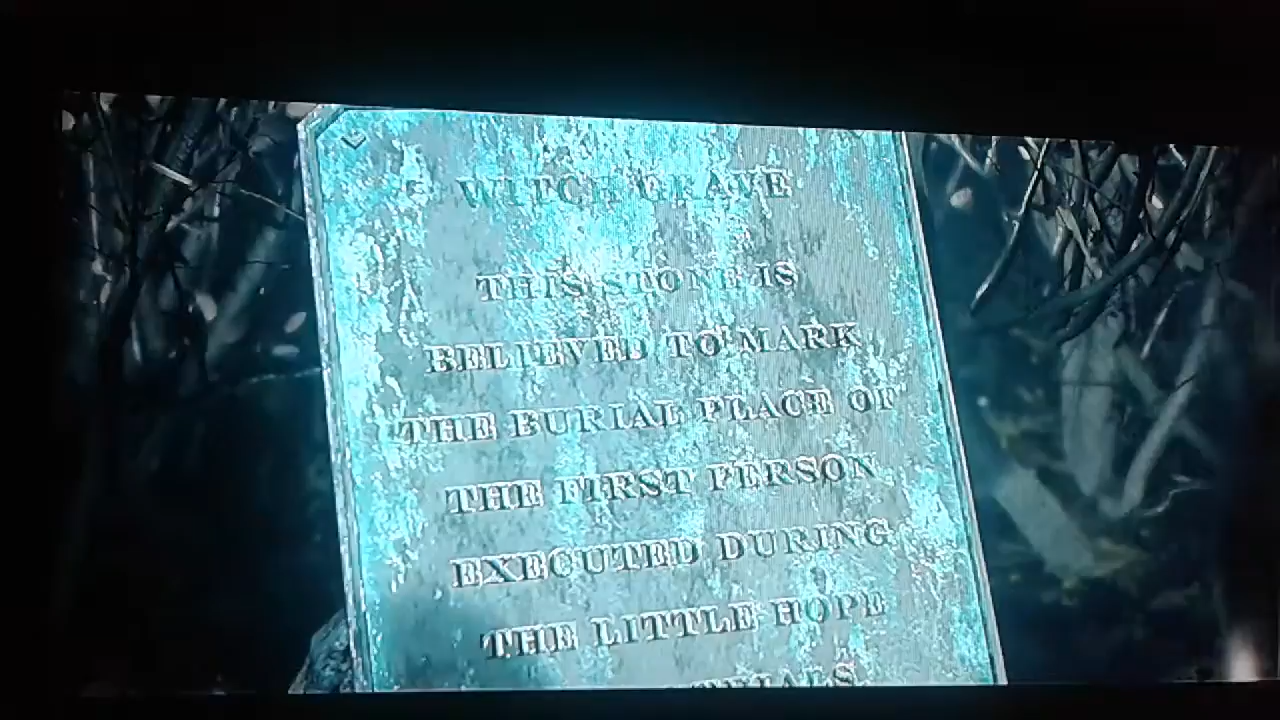 WITCH GRAVE
THIS STONE IS
BELIEVED TO MARK
THE BURIAL PLACE OF
THE FIRST PERSON
EXECUTED DURING
THE LITTLE HOPE
TRIALS